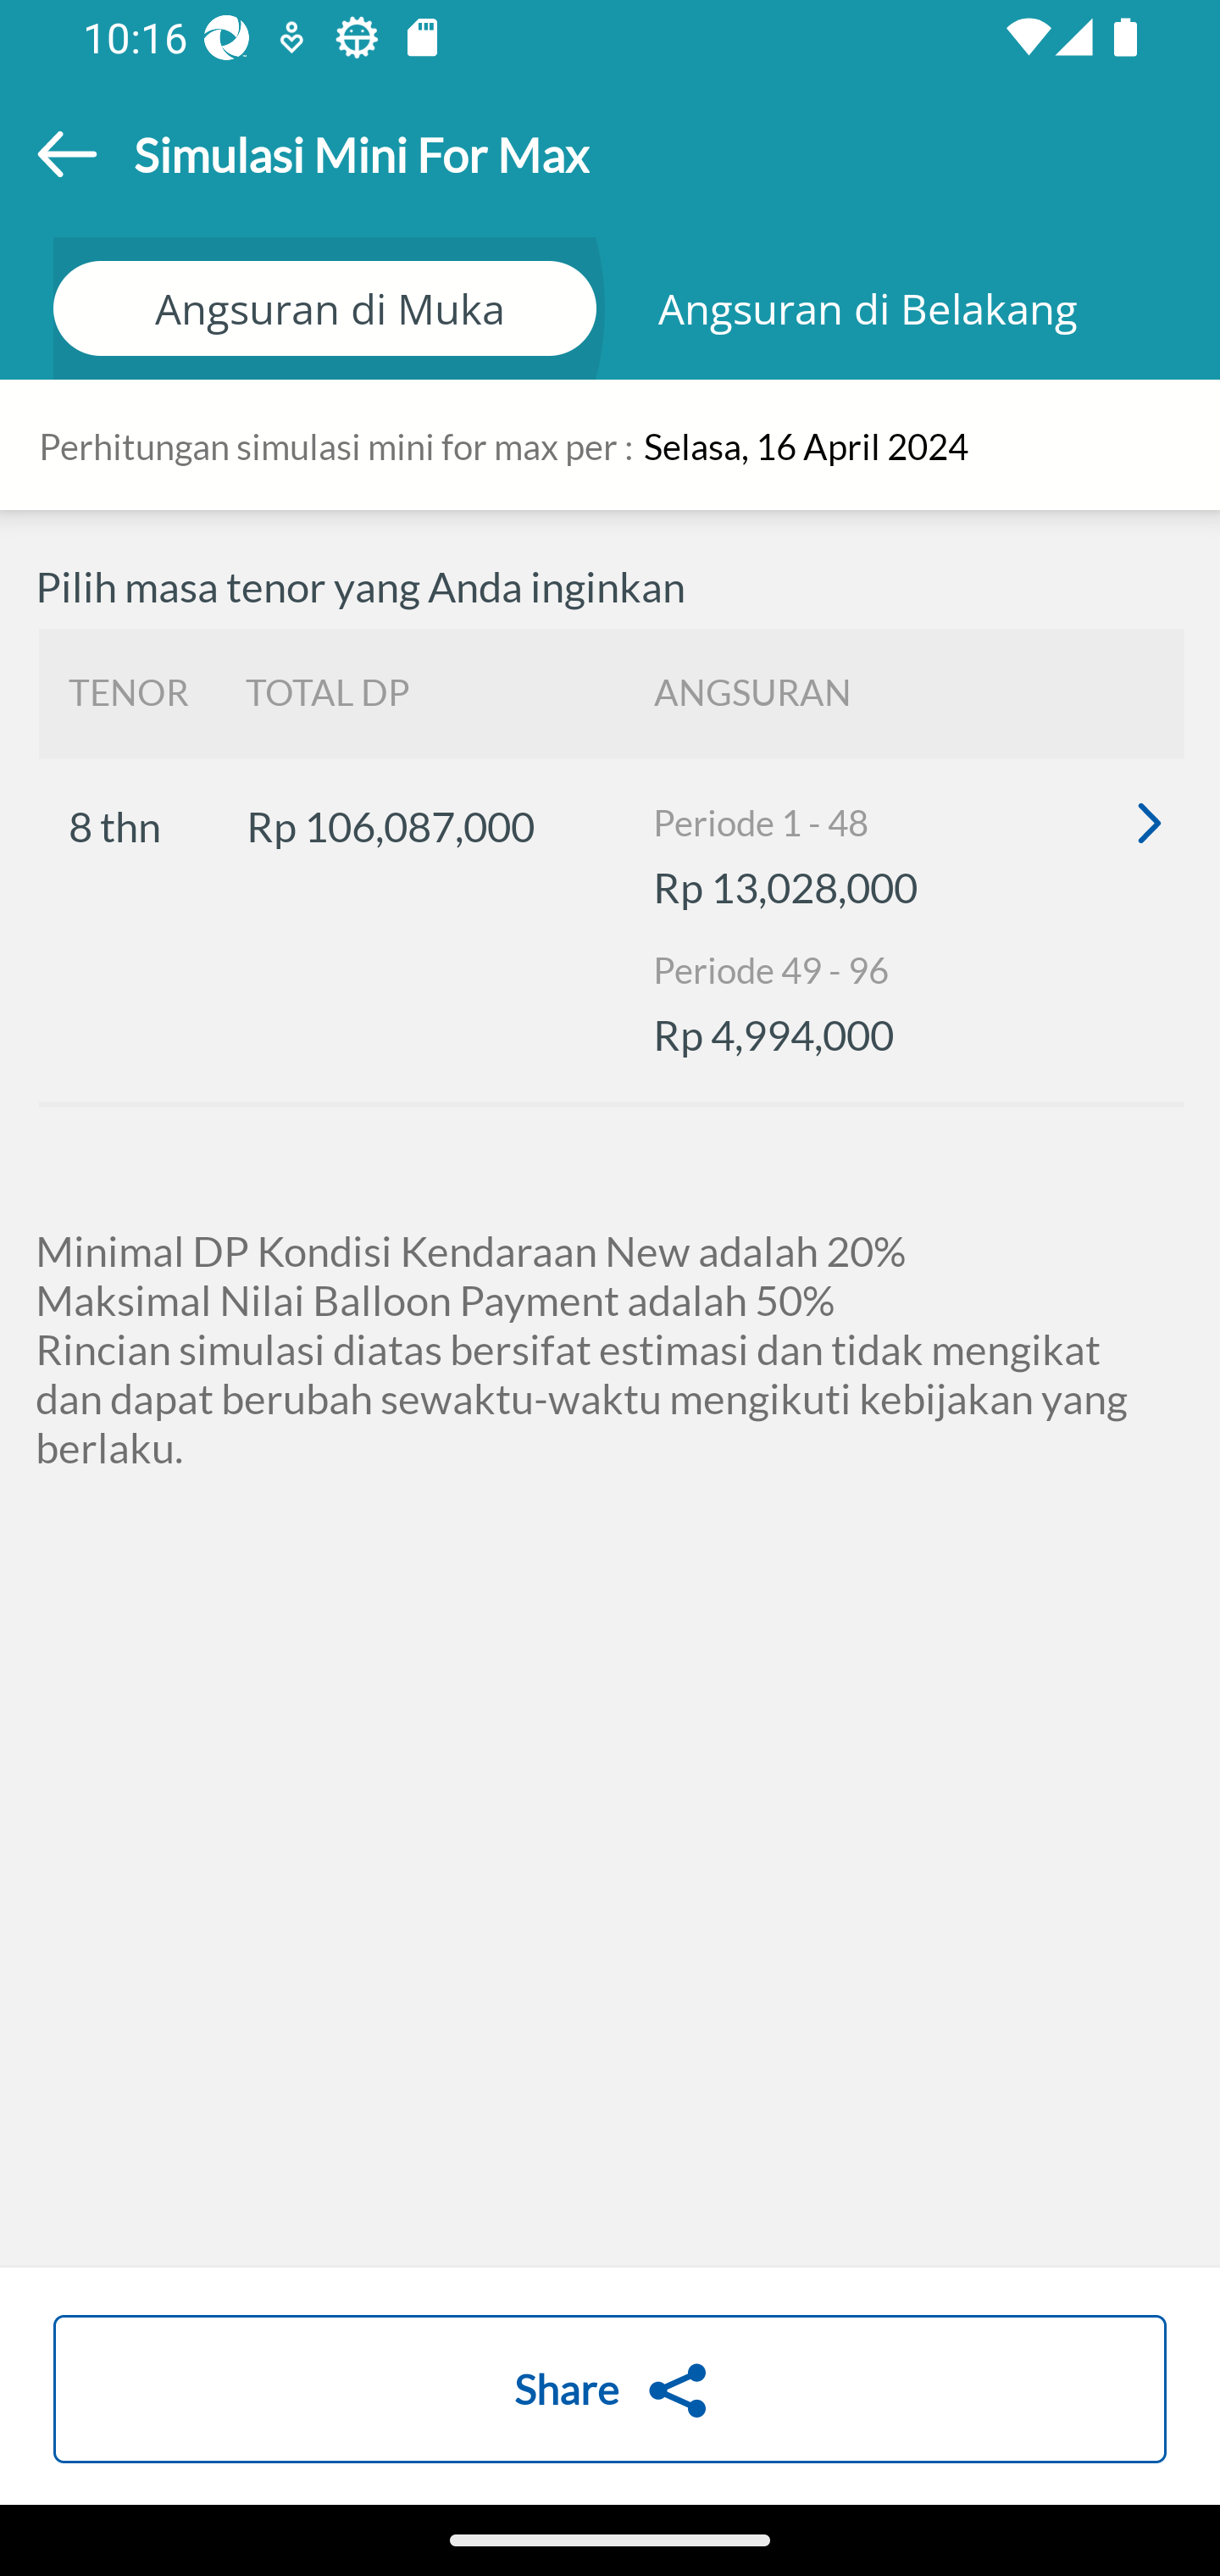 10:16
Simulasi Mini For Max
Angsuran di Muka
Angsuran di Belakang
Perhitungan simulasi mini for max per : Selasa, 16 April 2024
Pilih masa tenor yang Anda inginkan
TENOR TOTAL DP ANGSURAN
8 thn Rp 106,087,000 Periode 1 - 48
Rp 13,028,000
Periode 49 - 96
Rp 4,994,000
Minimal DP Kondisi Kendaraan New adalah 20%
Maksimal Nilai Balloon Payment adalah 50%
Rincian simulasi diatas bersifat estimasi dan tidak mengikat
dan dapat berubah sewaktu-waktu mengikuti kebijakan yang
berlaku.
Share